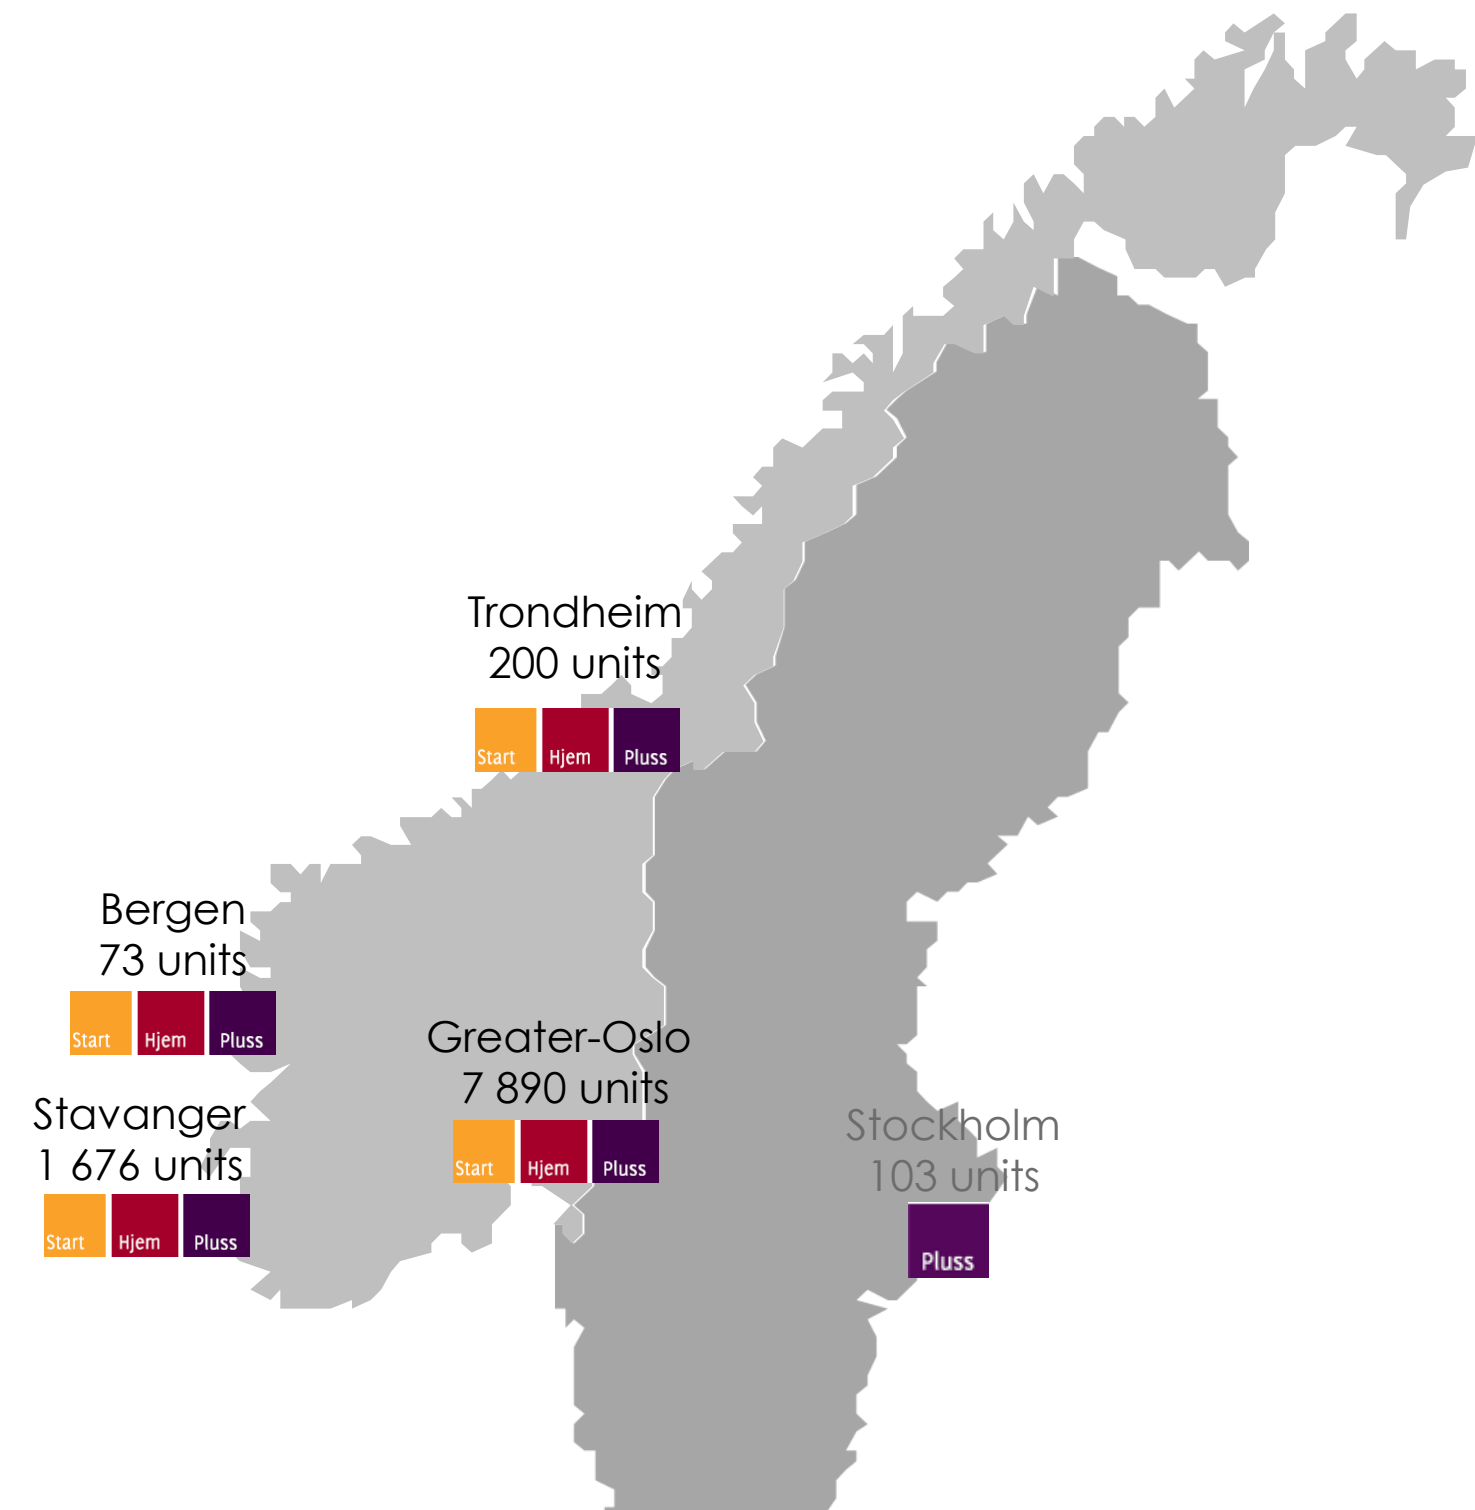 Trondheim
200 units
Start Hjem Pluss
Bergen
73 units
Start Hjem Pluss
Greater-Oslo
7 890 units
Start Hjem Pluss
Stavanger
1 676 units
Start Hjem Pluss
Stockholm
103 units
Pluss